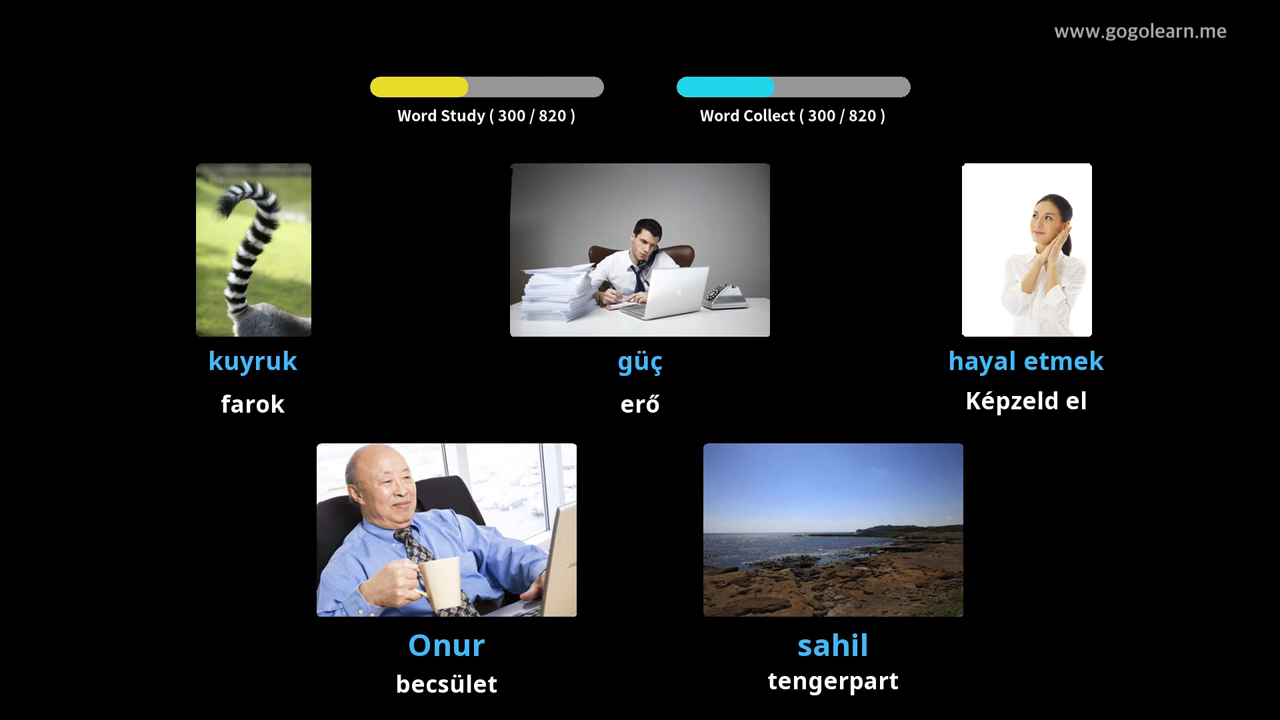 www.gogolearn.me
Word Study ( 300 / 820 )
Word Collect ( 300 / 820 )
kuyruk
güç
hayal etmek
farok
erő
Képzeld el
Onur
sahil
becsület
tengerpart